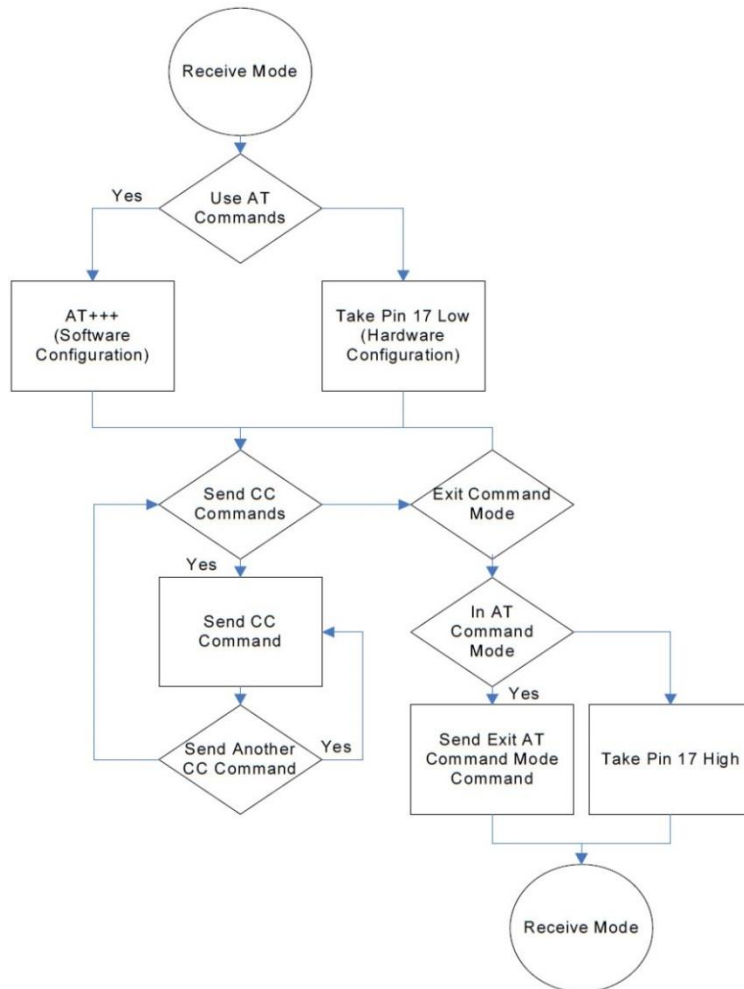 Receive Mode
Yes
Use AT
Commands
AT+++
(Software
Configuration)
Take Pin 17 Low
(Hardware
Configuration)
Send CC
Commands
Exit Command
Mode
Yes
Send CC
Command
In AT
Command
Mode
Yes
Send Another
CC Command
Yes
Send Exit AT
Command Mode
Command
Take Pin 17 High
Receive Mode